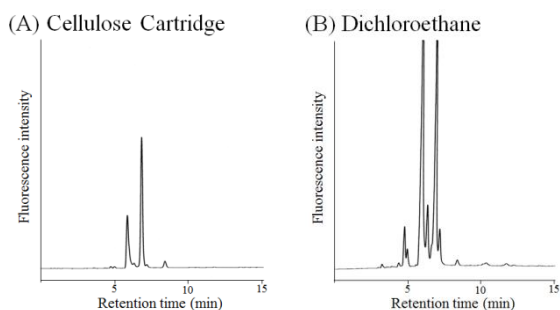 (A) Cellulose Cartridge
(B) Dichloroethane
Fluorescence intensity
5
10
15
Retention time (min)
Fluorescence intensity
5
10
15
Retention time (min)